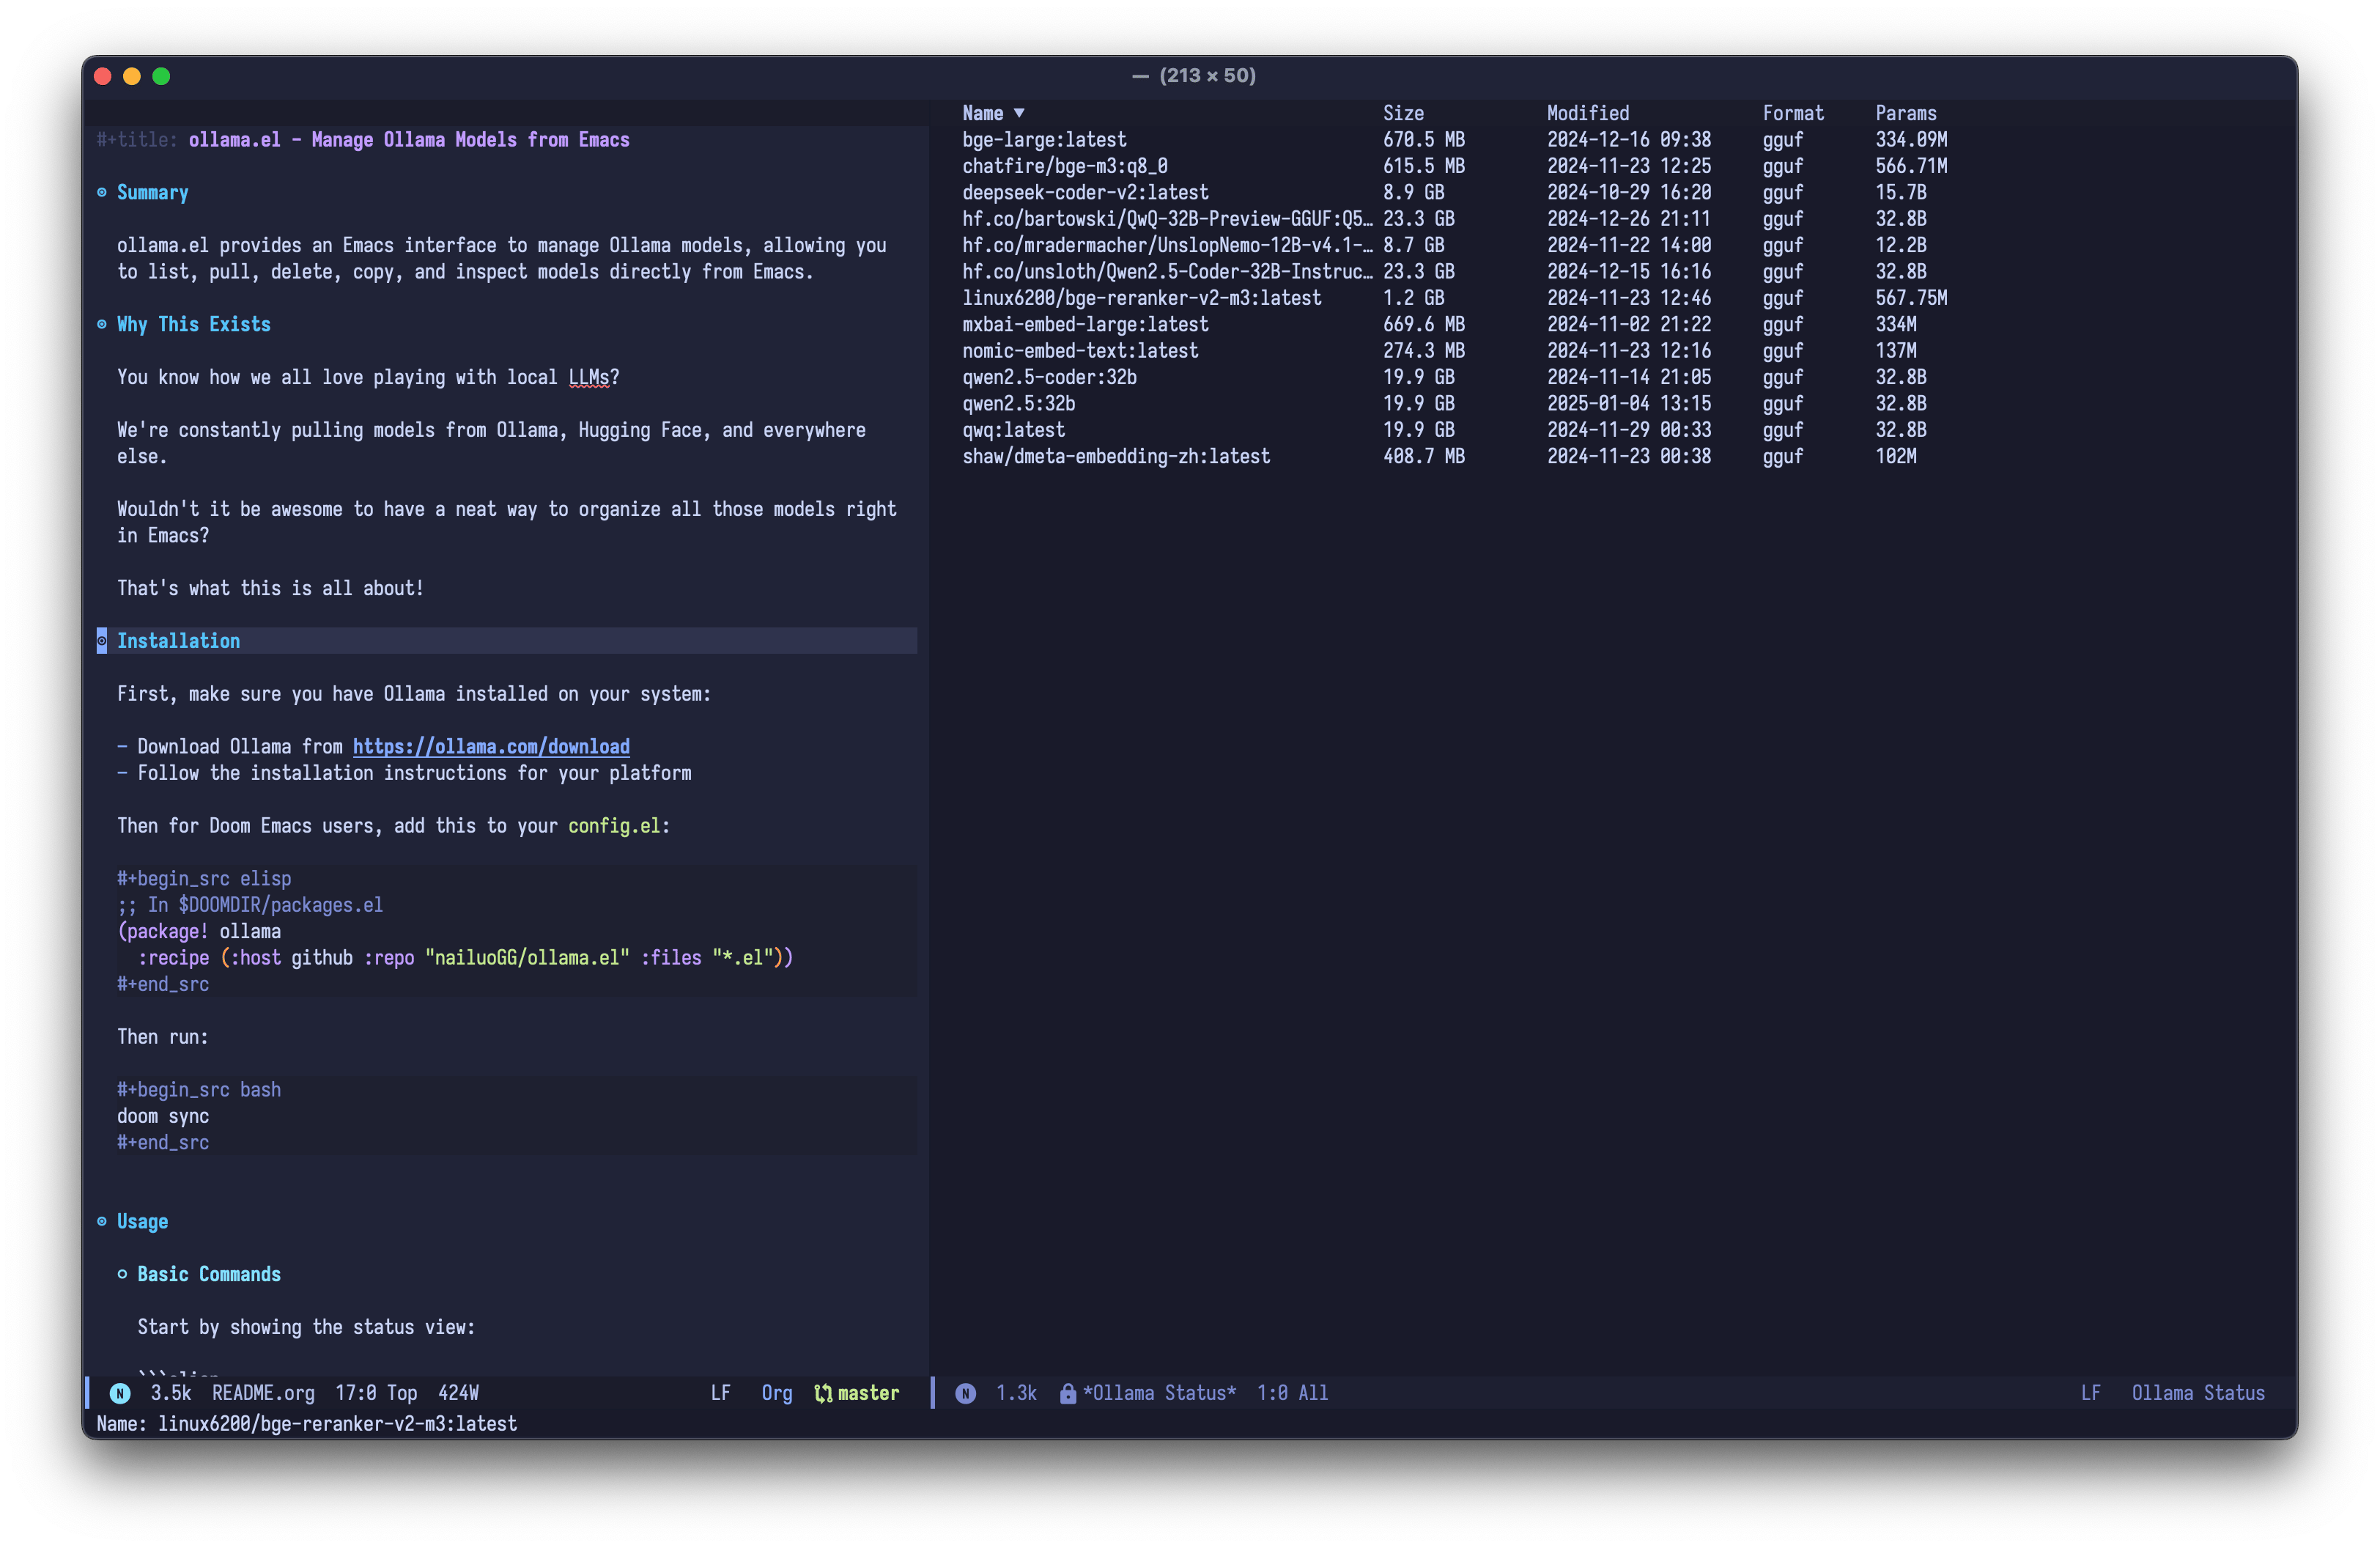 — (213 × 50)
#+title: ollama.el - Manage Ollama Models from Emacs
Summary
ollama.el provides an Emacs interface to manage Ollama models, allowing you
to list, pull, delete, copy, and inspect models directly from Emacs.
Why This Exists
You know how we all love playing with local LLMs?
We're constantly pulling models from Ollama, Hugging Face, and everywhere
else.
Wouldn't it be awesome to have a neat way to organize all those models right
in Emacs?
That's what this is all about!
Installation
First, make sure you have Ollama installed on your system:
- Download Ollama from https://ollama.com/download
- Follow the installation instructions for your platform
Then for Doom Emacs users, add this to your config.el:
#+begin_src elisp
;; In $DOOMDIR/packages.el
(package! ollama
:recipe (:host github :repo "nailuoGG/ollama.el" :files "*.el"))
#+end_src
Then run:
#+begin_src bash
doom sync
#+end_src
Usage
Basic Commands
Start by showing the status view:
N 3.5k README.org 17:0 Top 424W LF Org master
Name ▼ Size Modified Format Params
bge-large:latest 670.5 MB 2024-12-16 09:38 gguf 334.09M
chatfire/bge-m3:q8_0 615.5 MB 2024-11-23 12:25 gguf 566.71M
deepseek-coder-v2:latest 8.9 GB 2024-10-29 16:20 gguf 15.7B
hf.co/bartowski/QwQ-32B-Preview-GGUF:Q5… 23.3 GB 2024-12-26 21:11 gguf 32.8B
hf.co/mradermacher/UnslopNemo-12B-v4.1-… 8.7 GB 2024-11-22 14:00 gguf 12.2B
hf.co/unsloth/Qwen2.5-Coder-32B-Instruc… 23.3 GB 2024-12-15 16:16 gguf 32.8B
linux6200/bge-reranker-v2-m3:latest 1.2 GB 2024-11-23 12:46 gguf 567.75M
mxbai-embed-large:latest 669.6 MB 2024-11-02 21:22 gguf 334M
nomic-embed-text:latest 274.3 MB 2024-11-23 12:16 gguf 137M
qwen2.5-coder:32b 19.9 GB 2024-11-14 21:05 gguf 32.8B
qwen2.5:32b 19.9 GB 2025-01-04 13:15 gguf 32.8B
qwq:latest 19.9 GB 2024-11-29 00:33 gguf 32.8B
shaw/dmeta-embedding-zh:latest 408.7 MB 2024-11-23 00:38 gguf 102M
N 1.3k *Ollama Status* 1:0 All LF Ollama Status
Name: linux6200/bge-reranker-v2-m3:latest